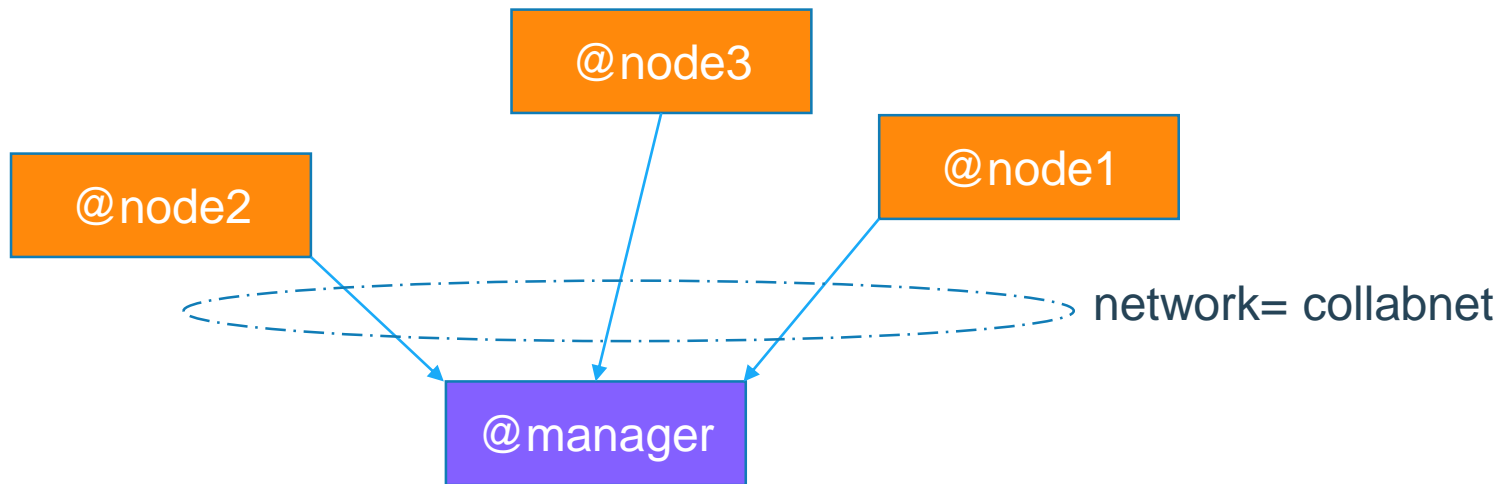 @node3
@node1
@node2
network= collabnet
@manager